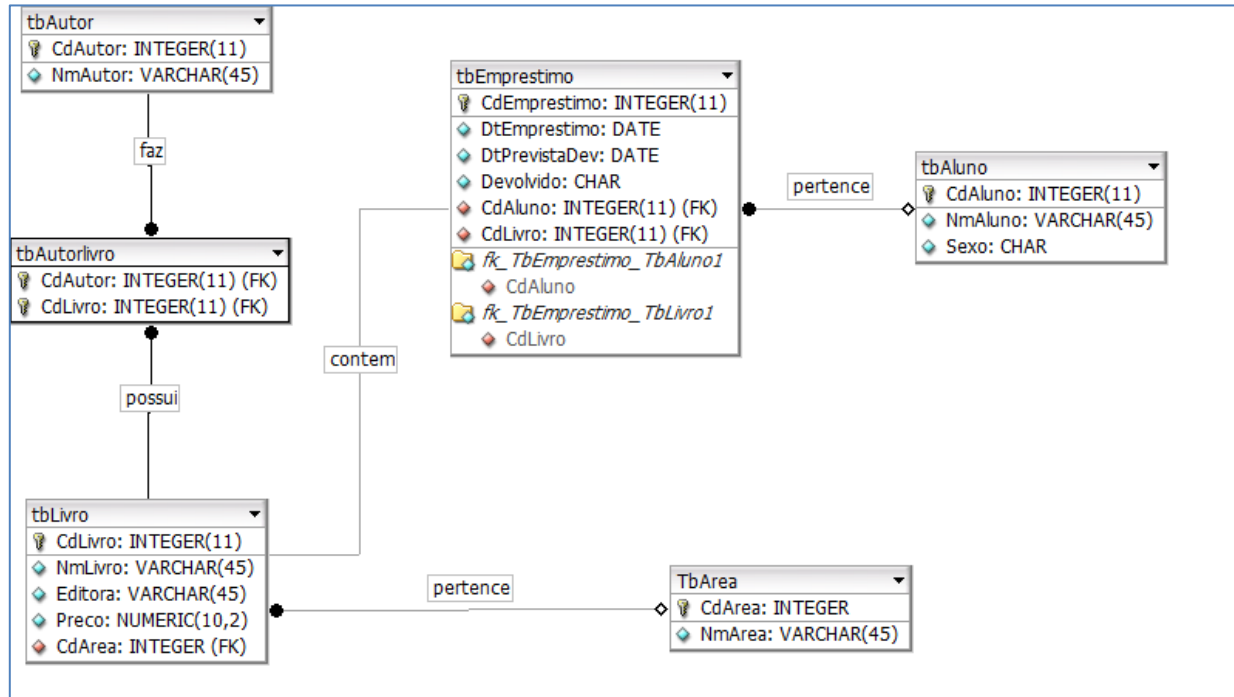 tbAutor
CdAutor: INTEGER(11)
NmAutor: VARCHAR(45)
faz
tbAutorlivro
CdAutor: INTEGER(11) (FK)
CdLivro: INTEGER(11) (FK)
possui
tbLivro
CdLivro: INTEGER(11)
NmLivro: VARCHAR(45)
Editora: VARCHAR(45)
Preco: NUMERIC(10,2)
CdArea: INTEGER (FK)
contem
tbEmprestimo
CdEmprestimo: INTEGER(11)
DtEmprestimo: DATE
DtPrevistaDev: DATE
Devolvido: CHAR
CdAluno: INTEGER(11) (FK)
CdLivro: INTEGER(11) (FK)
fk_TbEmprestimo_TbAluno1
CdAluno
fk_TbEmprestimo_TbLivro1
CdLivro
pertence
tbAluno
CdAluno: INTEGER(11)
NmAluno: VARCHAR(45)
Sexo: CHAR
pertence
TbArea
CdArea: INTEGER
NmArea: VARCHAR(45)